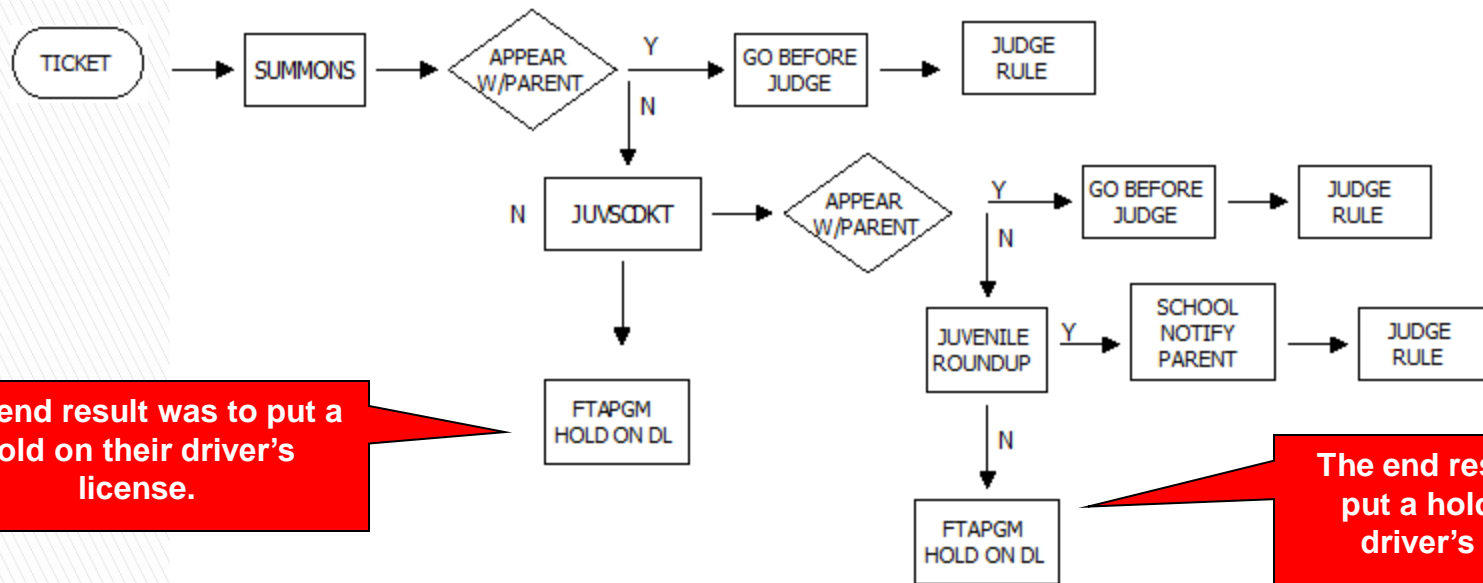 TICKET
SUMMONS
APPEAR
W/PARENT
Y
N
GO BEFORE
JUDGE
JUDGE
RULE
N
JUVSCDKT
APPEAR
W/PARENT
Y
N
GO BEFORE
JUDGE
JUDGE
RULE
JUVENILE
ROUNDUP
Y
SCHOOL
NOTIFY
PARENT
JUDGE
RULE
FTAPGM
HOLD ON DL
end result was to put a
old on their driver's
license.
N
FTAPGM
HOLD ON DL
The end res
put a hold
driver's